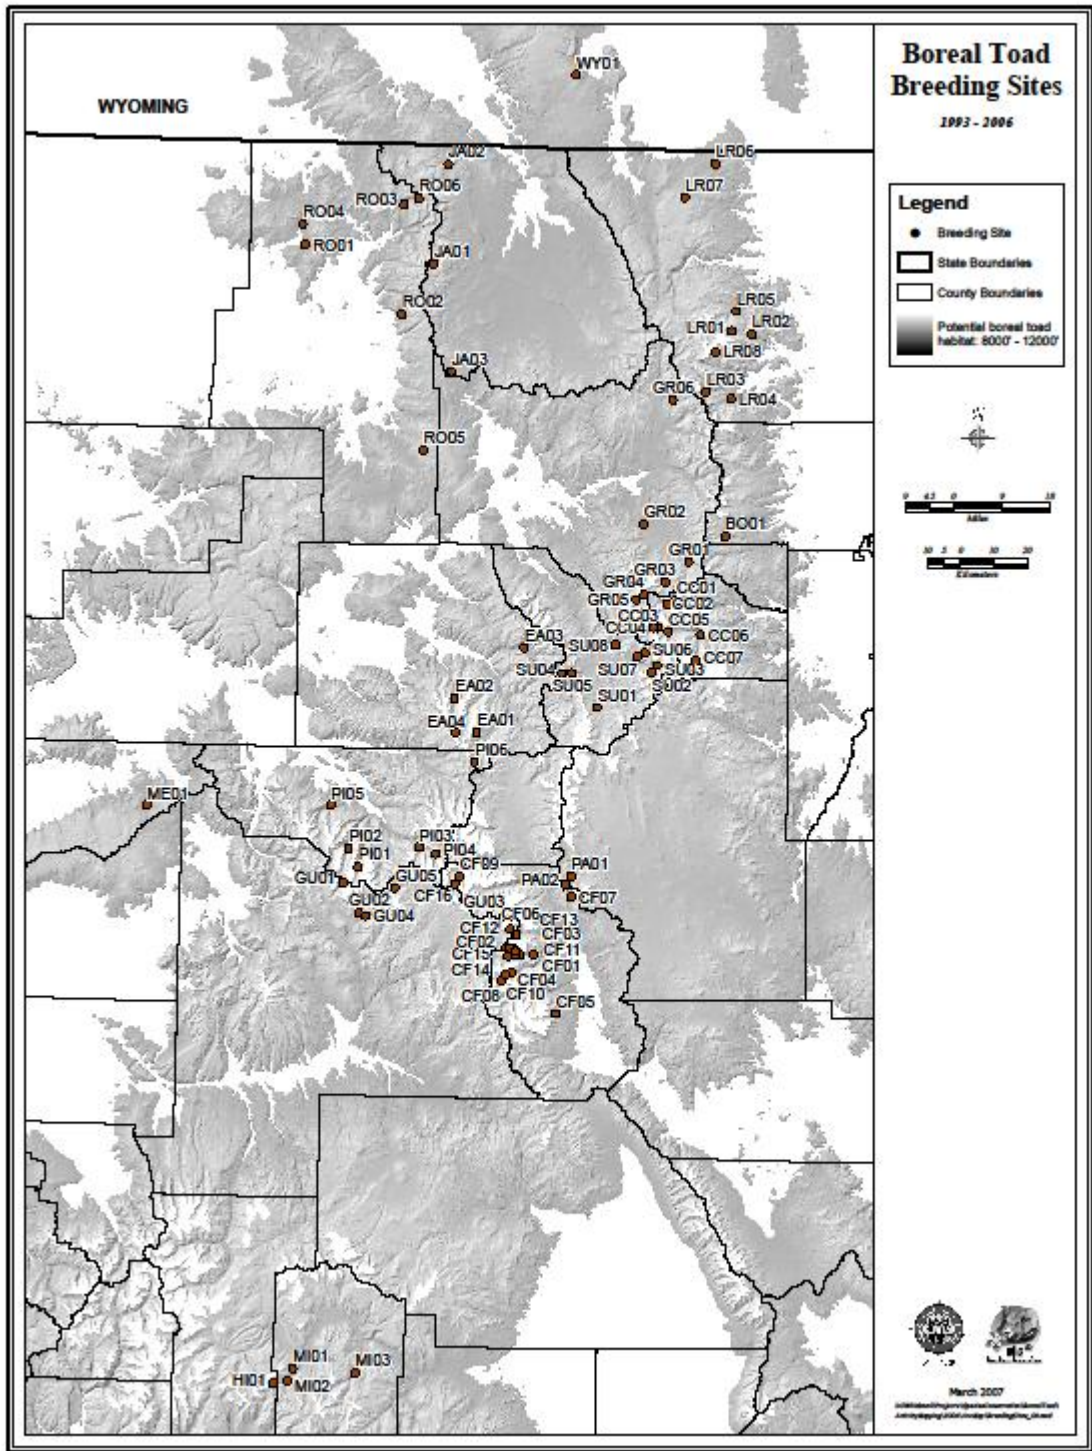 Boreal Toad
Breeding Sites
1993 - 2006
Legend
Breeding Site
State Boundaries
County Boundaries
Potential boreal toad
habitat: 8000' - 12000'
Miles
Kilometers
March 2007
WYOMING
WY01
JA02
LR06
RO06
RO03
LR07
RO04
RO01
JA01
RO02
LR05
LR01
LR02
LR08
JA03
GR06
LR03
LR04
RO05
GR02
BO01
GR01
GR03
GR04
CC01
GR05
CC02
CC03
CC04
CC05
CC06
EA03
SU08
SU06
SU07
CC07
SU04
SU05
SU03
SU02
EA02
SU01
EA04
EA01
PI06
ME01
PI05
PI02
PI03
PI01
PI04
CF09
GU01
GU05
CF16
PA01
PA02
GU03
CF07
GU02
GU04
CF06
CF13
CF12
CF03
CF02
CF11
CF15
CF01
CF14
CF04
CF08
CF10
CF05
MI01
MI03
HI01
MI02